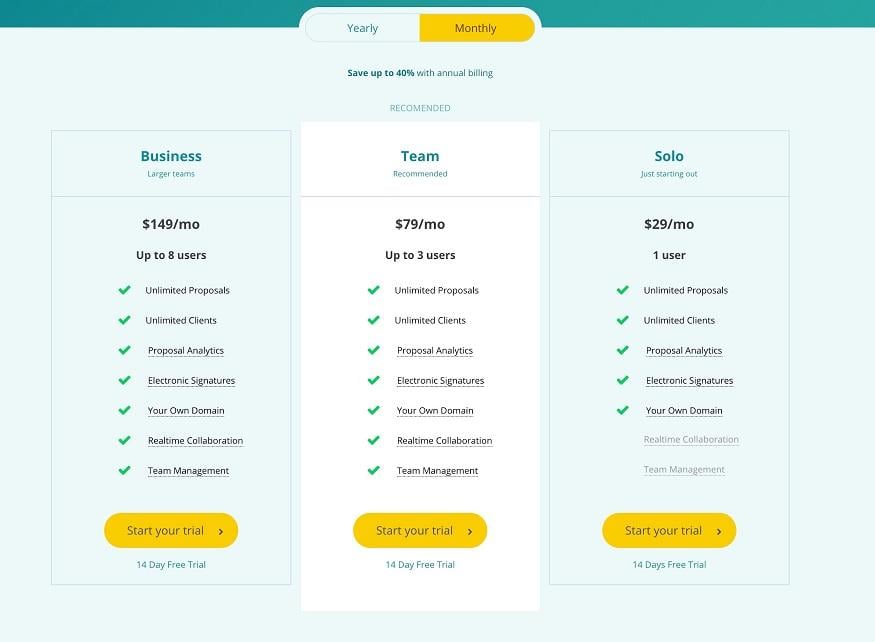 Yearly
Monthly
Save up to 40% with annual billing
RECOMENDED
Business
Larger teams
$149/mo
Up to 8 users
Unlimited Proposals
Unlimited Clients
Proposal Analytics
Electronic Signatures
Your Own Domain
Realtime Collaboration
Team Management
Start your trial
14 Day Free Trial
Team
Recommended
$79/mo
Up to 3 users
Unlimited Proposals
Unlimited Clients
Proposal Analytics
Electronic Signatures
Your Own Domain
Realtime Collaboration
Team Management
Start your trial
14 Day Free Trial
Solo
Just starting out
$29/mo
1 user
Unlimited Proposals
Unlimited Clients
Proposal Analytics
Electronic Signatures
Your Own Domain
Realtime Collaboration
Team Management
Start your trial
14 Days Free Trial